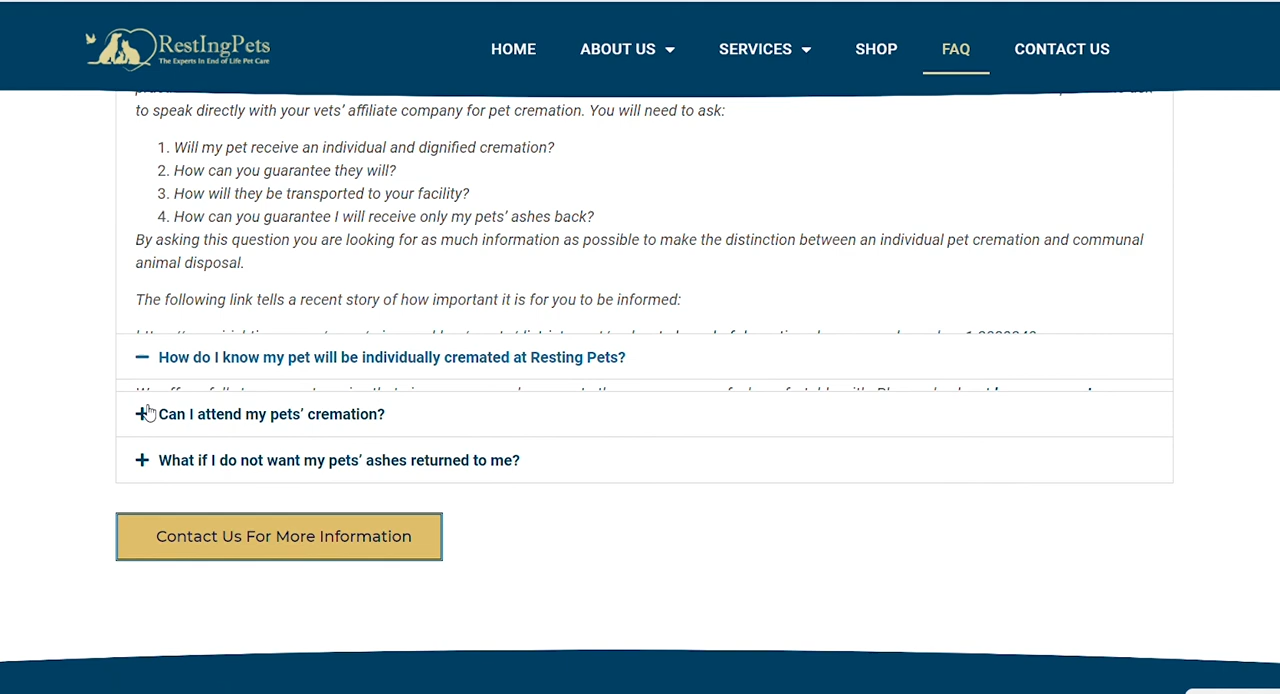 RestIngPets
The Experts In End of Life Pet Care
HOME
ABOUT US
SERVICES
SHOP
FAQ
CONTACT US
to speak directly with your vets’ affiliate company for pet cremation. You will need to ask:
1. Will my pet receive an individual and dignified cremation?
2. How can you guarantee they will?
3. How will they be transported to your facility?
4. How can you guarantee I will receive only my pets’ ashes back?
By asking this question you are looking for as much information as possible to make the distinction between an individual pet cremation and communal
animal disposal.
The following link tells a recent story of how important it is for you to be informed:
How do I know my pet will be individually cremated at Resting Pets?
Can I attend my pets’ cremation?
What if I do not want my pets’ ashes returned to me?
Contact Us For More Information